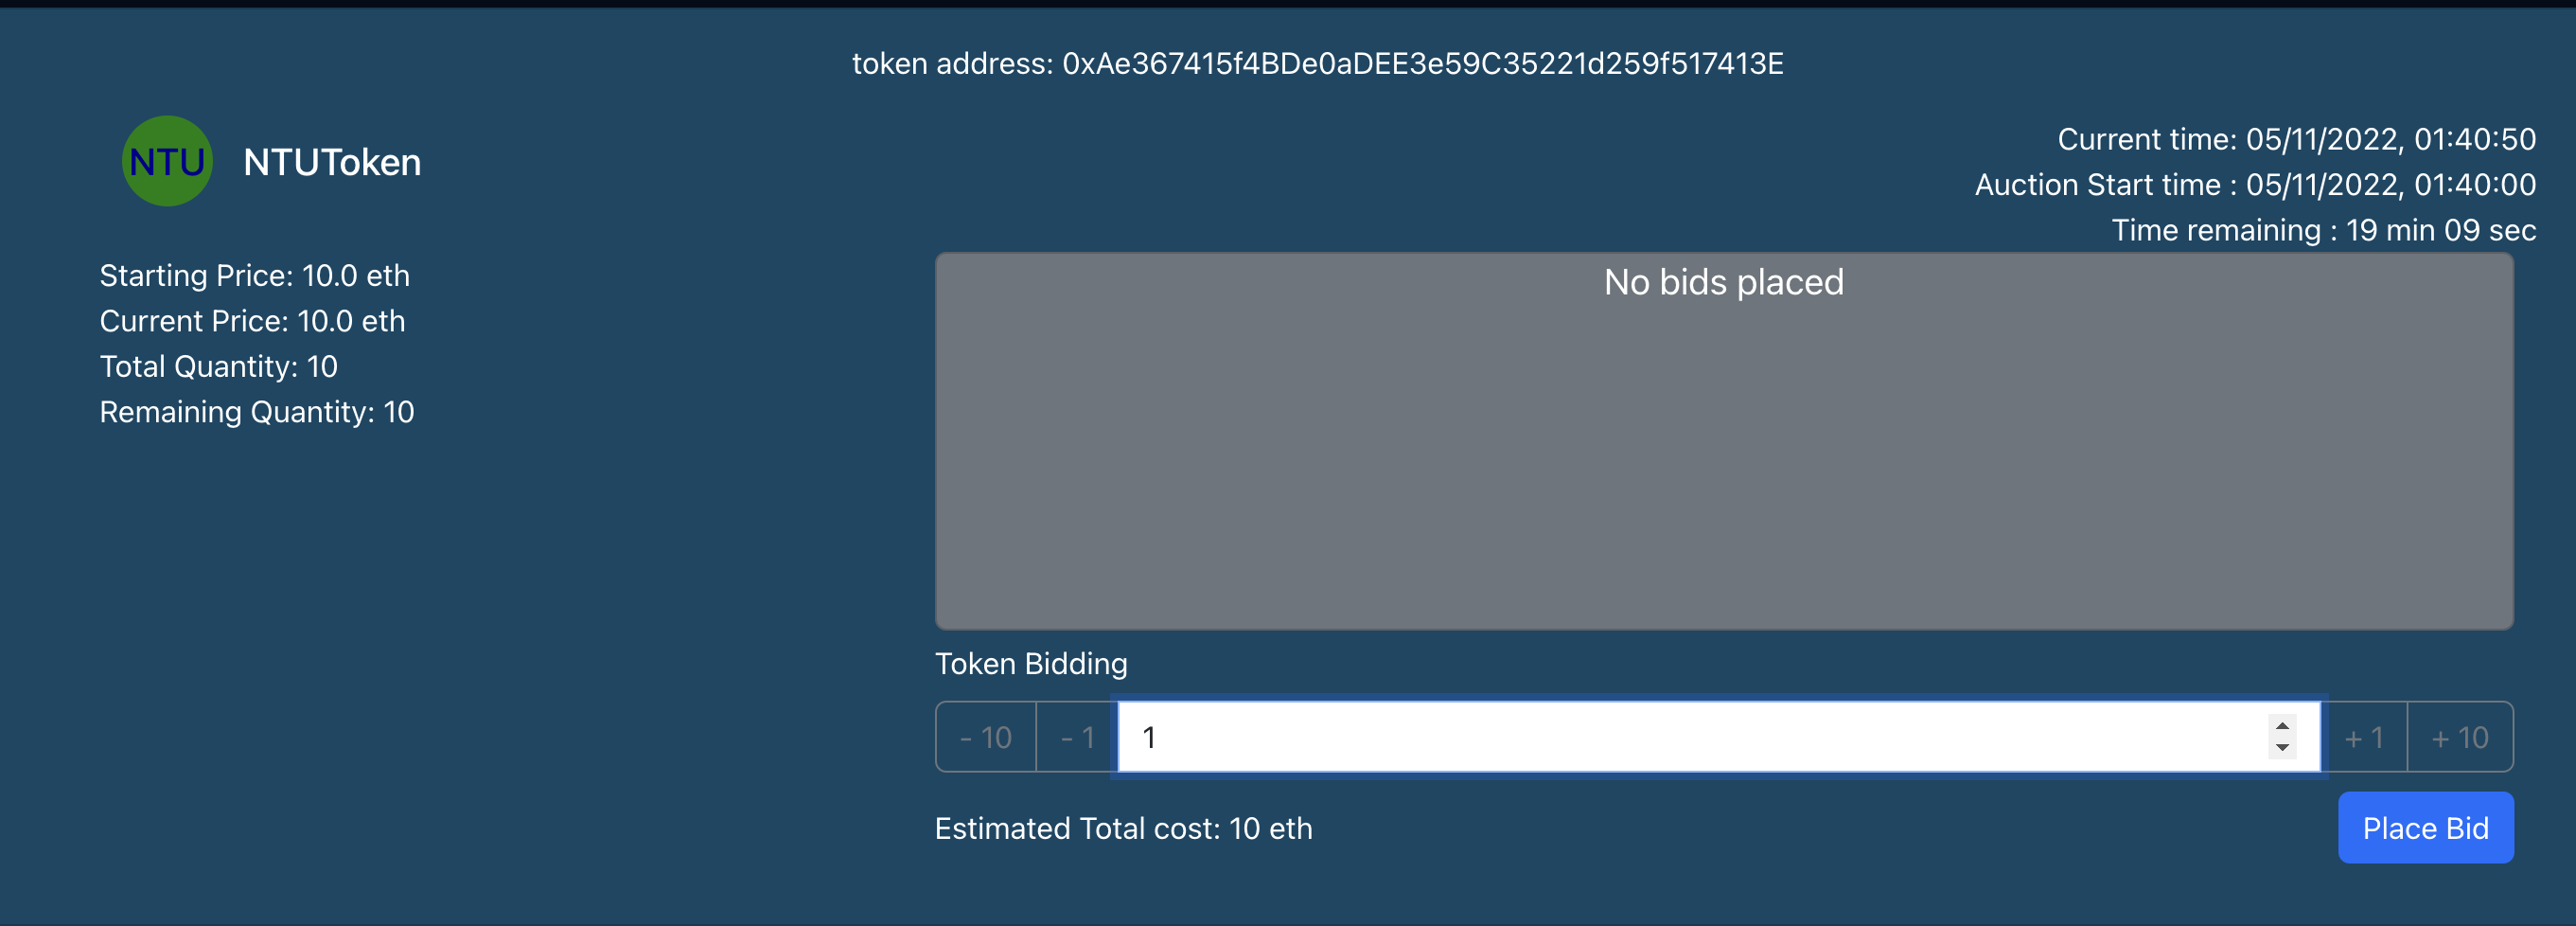 token address: 0xAe367415f4BDe0aDEE3e59C35221d259f517413E
NTU NTUToken
Current time: 05/11/2022, 01:40:50
Auction Start time : 05/11/2022, 01:40:00
Time remaining : 19 min 09 sec
Starting Price: 10.0 eth
Current Price: 10.0 eth
Total Quantity: 10
Remaining Quantity: 10
No bids placed
Token Bidding
- 10 - 1 1 + 1 + 10
Estimated Total cost: 10 eth
Place Bid